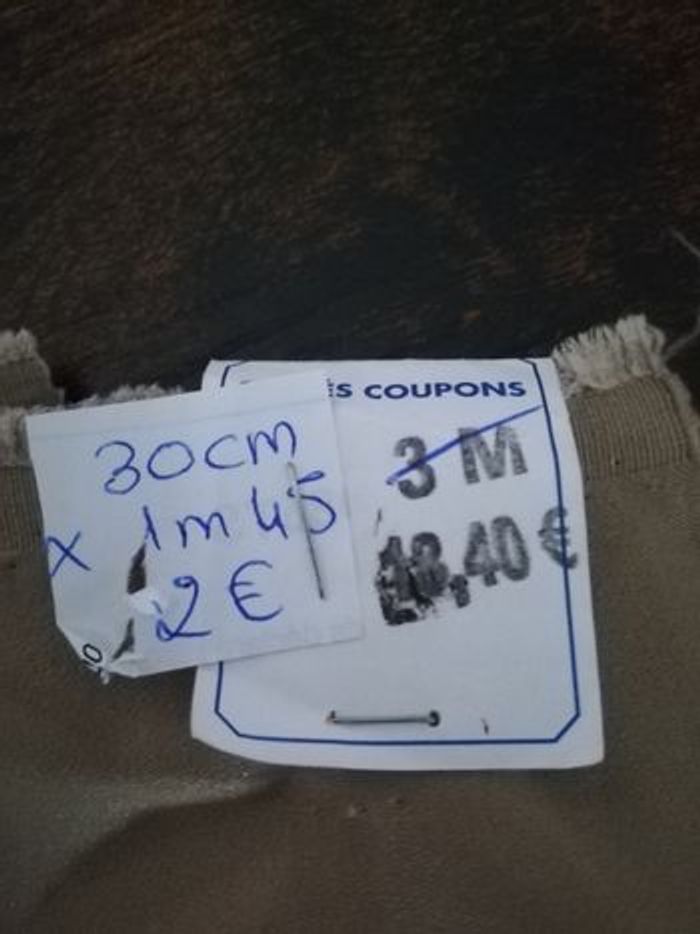 30cm
x 1m45
2€
COUPONS
3 M
,40 €